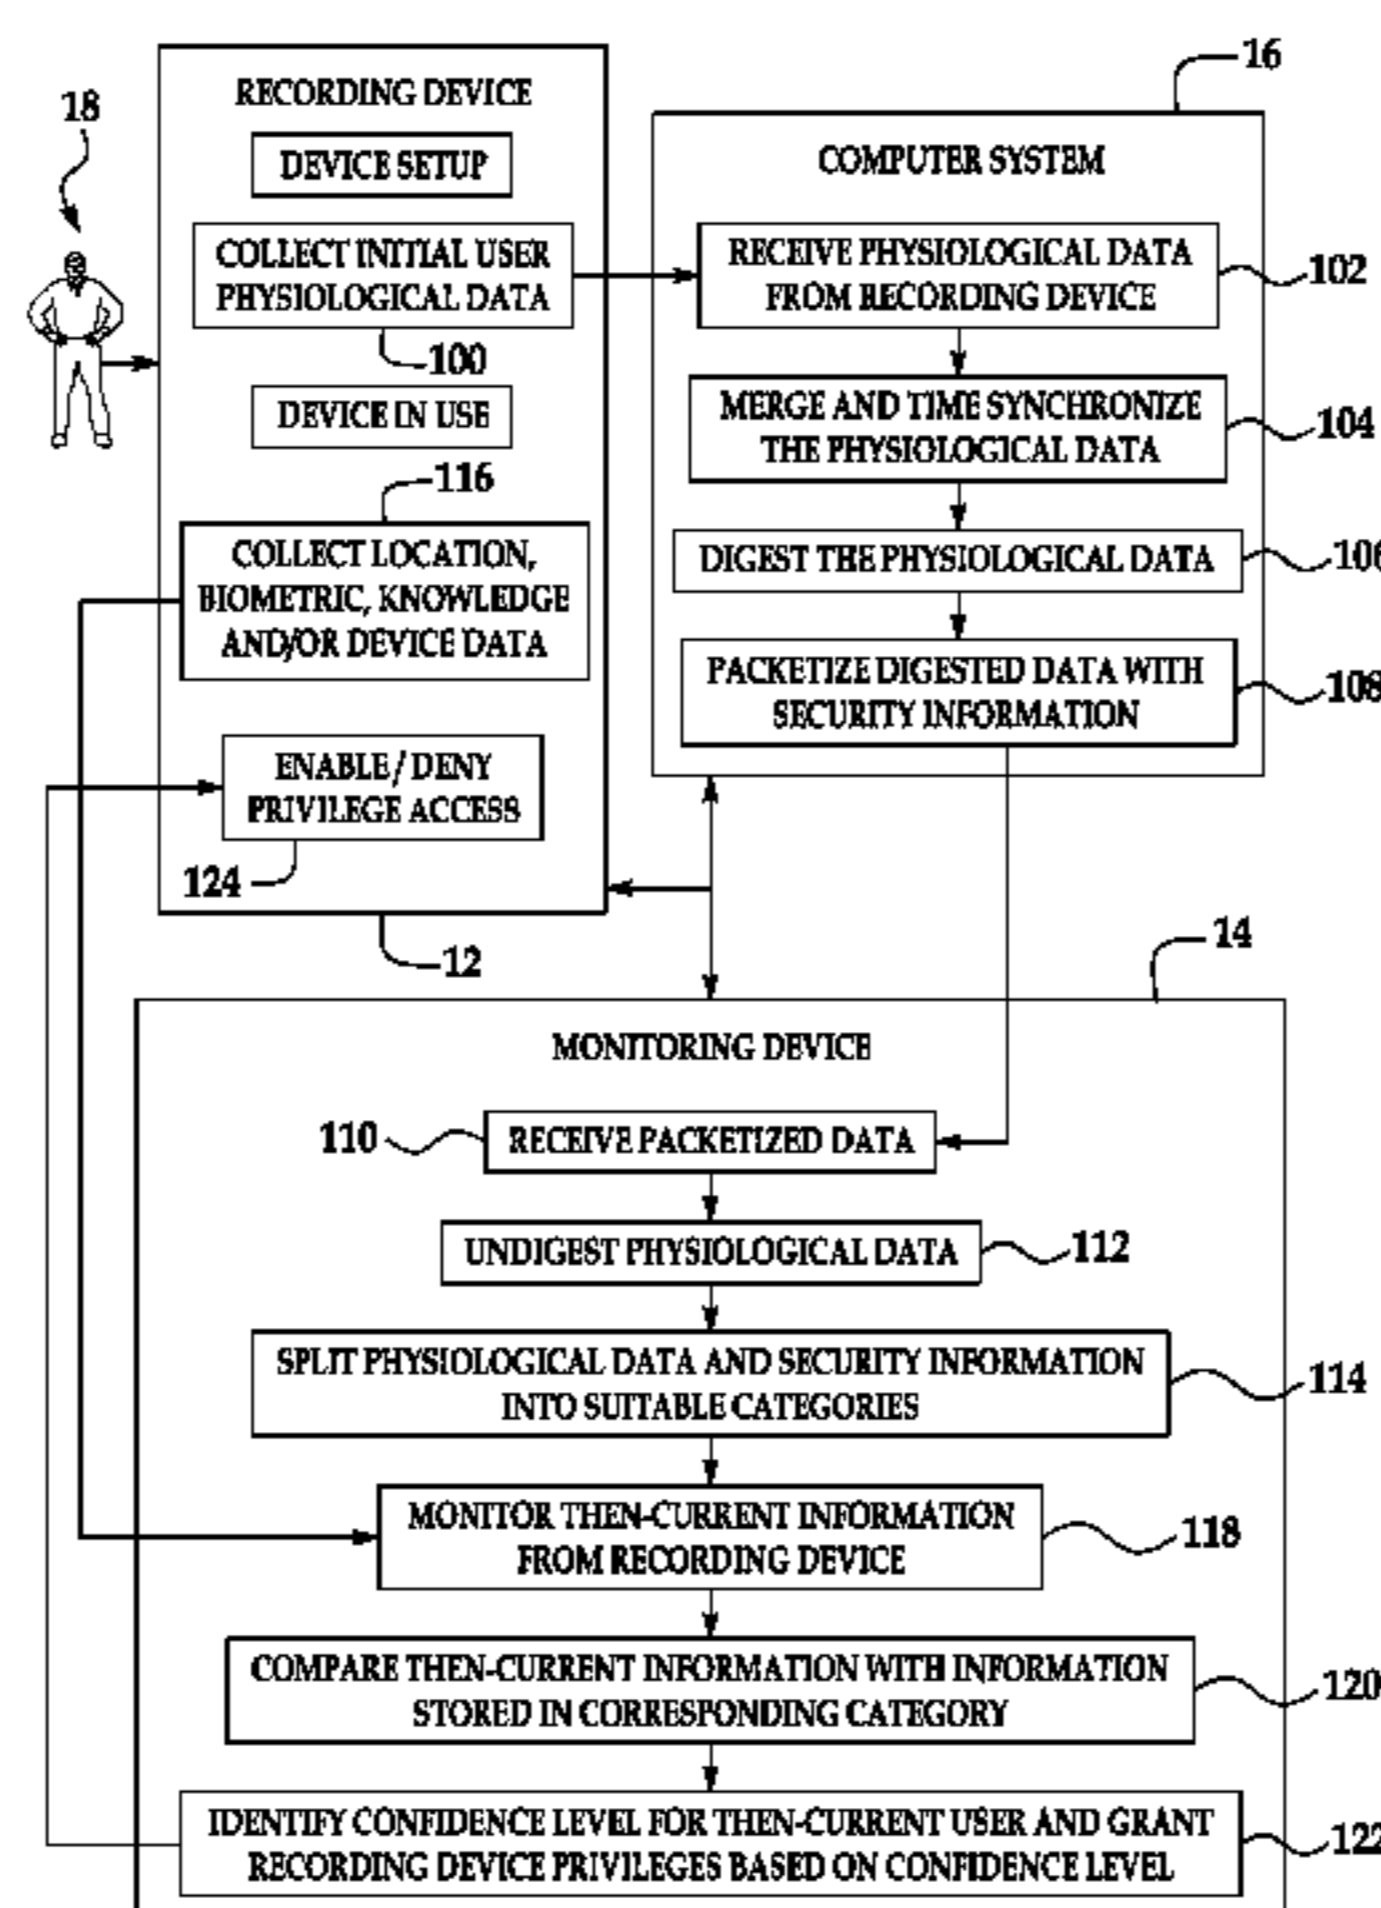 18
RECORDING DEVICE
DEVICE SETUP
COLLECT INITIAL USER
PHYSIOLOGICAL DATA
100
DEVICE IN USE
116
COLLECT LOCATION,
BIOMETRIC, KNOWLEDGE
AND/OR DEVICE DATA
ENABLE/DENY
PRIVILEGE ACCESS
124
12
16
COMPUTER SYSTEM
RECEIVE PHYSIOLOGICAL DATA
FROM RECORDING DEVICE
102
MERGE AND TIME SYNCHRONIZE
THE PHYSIOLOGICAL DATA
104
DIGEST THE PHYSIOLOGICAL DATA
106
PACKETIZE DIGESTED DATA WITH
SECURITY INFORMATION
108
14
MONITORING DEVICE
110
RECEIVE PACKETIZED DATA
UNDIGEST PHYSIOLOGICAL DATA
112
SPLIT PHYSIOLOGICAL DATA AND SECURITY INFORMATION
INTO SUITABLE CATEGORIES
114
MONITOR THEN-CURRENT INFORMATION
FROM RECORDING DEVICE
118
COMPARE THEN-CURRENT INFORMATION WITH INFORMATION
STORED IN CORRESPONDING CATEGORY
120
IDENTIFY CONFIDENCE LEVEL FOR THEN-CURRENT USER AND GRANT
RECORDING DEVICE PRIVILEGES BASED ON CONFIDENCE LEVEL
122